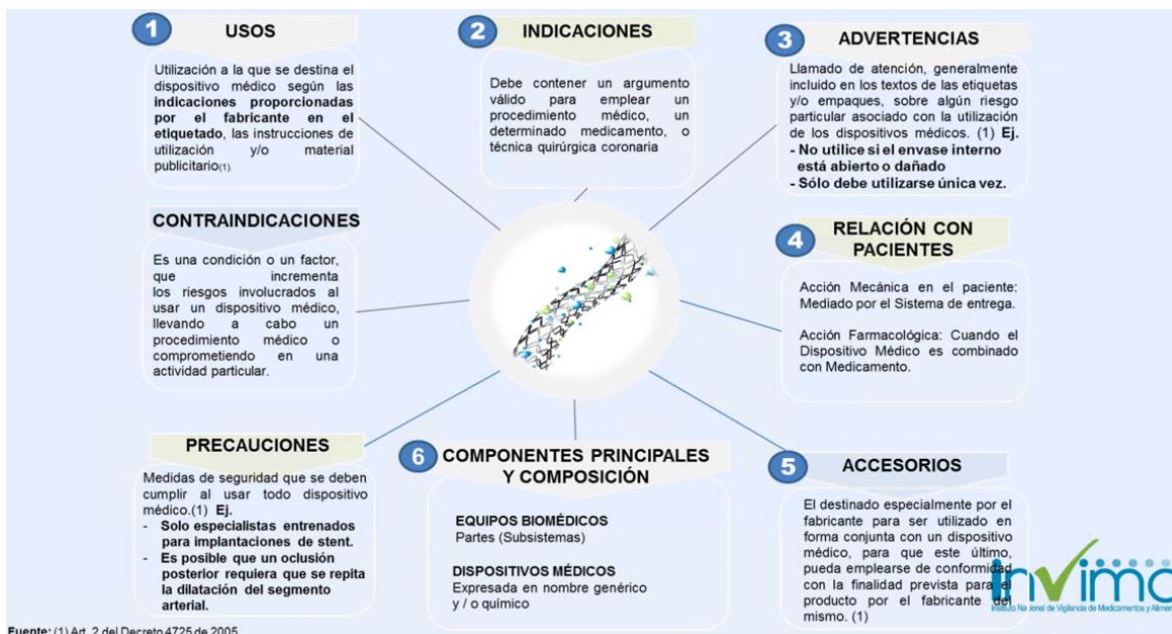 1
USOS
Utilización a la que se destina el
dispositivo médico según las
indicaciones proporcionadas
por el fabricante en el
etiquetado, las instrucciones de
utilización y/o material
publicitario(1).
2
INDICACIONES
Debe contener un argumento
válido para emplear un
procedimiento médico, un
determinado medicamento, o
técnica quirúrgica coronaria
3
ADVERTENCIAS
Llamado de atención, generalmente
incluido en los textos de las etiquetas
y/o empaques, sobre algún riesgo
particular asociado con la utilización
de los dispositivos médicos. (1) Ej.
- No utilice si el envase interno
está abierto o dañado
- Sólo debe utilizarse única vez.
CONTRAINDICACIONES
Es una condición o un factor,
que incrementa
los riesgos involucrados al
usar un dispositivo médico,
llevando a cabo un
procedimiento médico o
comprometiendo en una
actividad particular.
4
RELACIÓN CON
PACIENTES
Acción Mecánica en el paciente:
Mediado por el Sistema de entrega.
Acción Farmacológica: Cuando el
Dispositivo Médico es combinado
con Medicamento.
PRECAUCIONES
Medidas de seguridad que se deben
cumplir al usar todo dispositivo
médico.(1) Ej.
- Solo especialistas entrenados
para implantaciones de stent.
- Es posible que un oclusión
posterior requiera que se repita
la dilatación del segmento
arterial.
6
COMPONENTES PRINCIPALES
Y COMPOSICIÓN
EQUIPOS BIOMÉDICOS
Partes (Subsistemas)
DISPOSITIVOS MÉDICOS
Expresada en nombre genérico
y / o químico
5
ACCESORIOS
El destinado especialmente por el
fabricante para ser utilizado en
forma conjunta con un dispositivo
médico, para que este último,
pueda emplearse de conformidad
con la finalidad prevista para el
producto por el fabricante del
mismo. (1)
invima
Instituto Nacional de Vigilancia de Medicamentos y
Fuente: (1) Art. 2 del Decreto 4725 de 2005